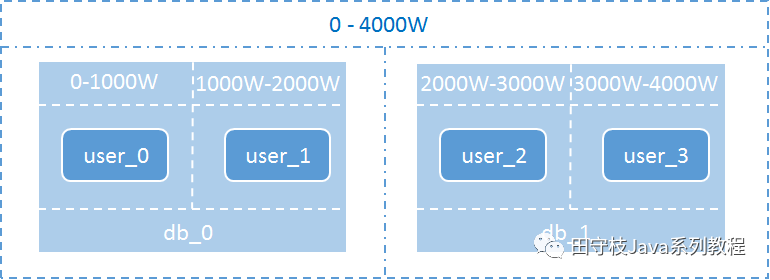 0 - 4000W
0-1000W
1000W-2000W
2000W-3000W
3000W-4000W
user_0
user_1
user_2
user_3
db_0
db_1
田守枝Java系列教程